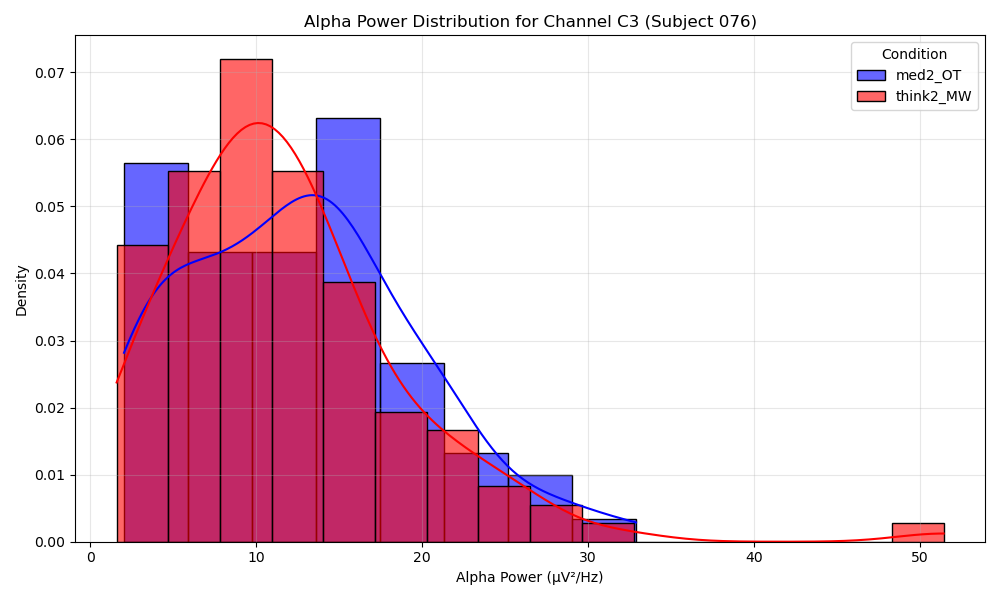 Alpha Power Distribution for Channel C3 (Subject 076)
Condition
med2_OT
think2_MW
Density
0.07
0.06
0.05
0.04
0.03
0.02
0.01
0.00
0 10 20 30 40 50
Alpha Power (μV²/Hz)